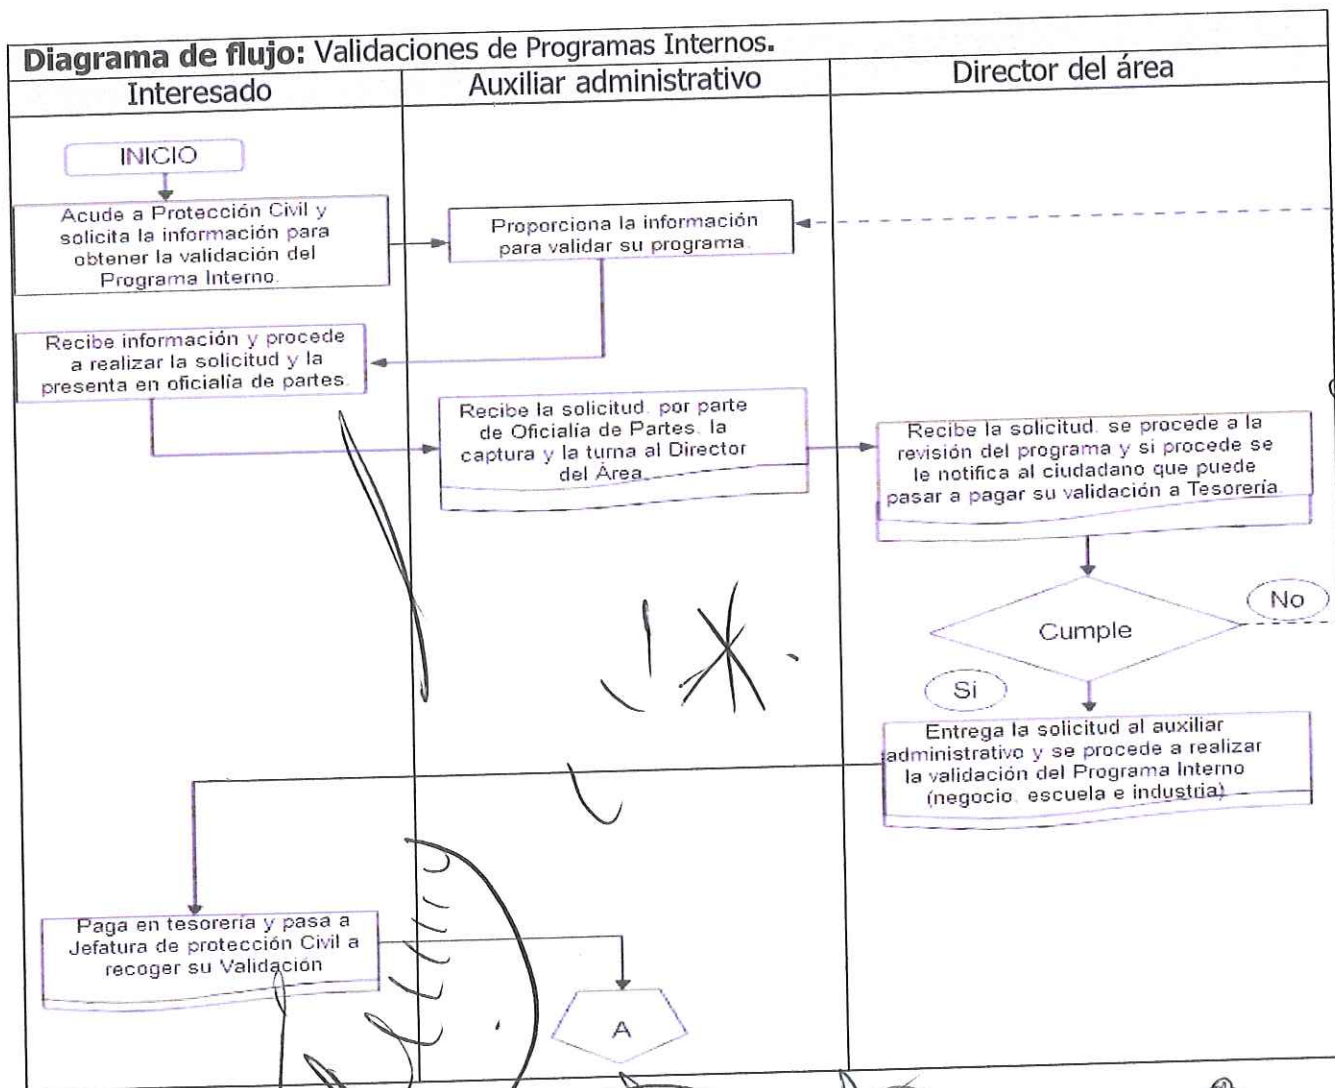 Diagrama de flujo: Validaciones de Programas Internos.
Interesado
Auxiliar administrativo
Director del área
INICIO
Acude a Protección Civil y
solicita la información para
obtener la validación del
Programa Interno.
Proporciona la información
para validar su programa.
Recibe información y procede
a realizar la solicitud y la
presenta en oficialía de partes.
Recibe la solicitud. por parte
de Oficialía de Partes. la
captura y la turna al Director
del Área.
Recibe la solicitud. se procede a la
revisión del programa y si procede se
le notifica al ciudadano que puede
pasar a pagar su validación a Tesorería.
Cumple
No
Si
Entrega la solicitud al auxiliar
administrativo y se procede a realizar
la validación del Programa Interno
(negocio. escuela e industria)
Paga en tesorería y pasa a
Jefatura de protección Civil a
recoger su Validación
A